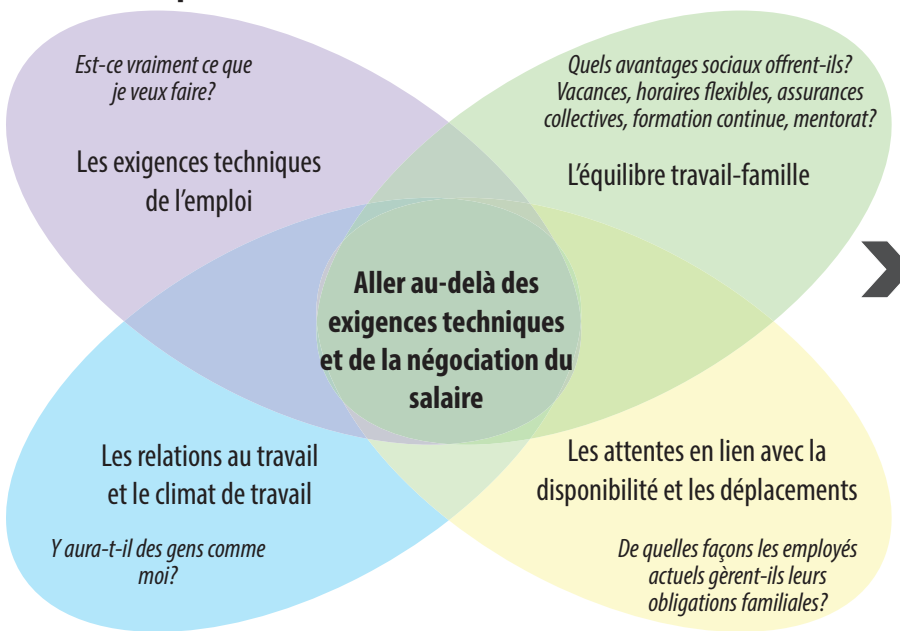 Est-ce vraiment ce que
je veux faire?
Les exigences techniques
de l'emploi
Quels avantages sociaux offrent-ils?
Vacances, horaires flexibles, assurances
collectives, formation continue, mentorat?
L'équilibre travail-famille
Aller au-delà des
exigences techniques
et de la négociation du
salaire
Les relations au travail
et le climat de travail
Y aura-t-il des gens comme
moi?
Les attentes en lien avec la
disponibilité et les déplacements
De quelles façons les employés
actuels gèrent-ils leurs
obligations familiales?